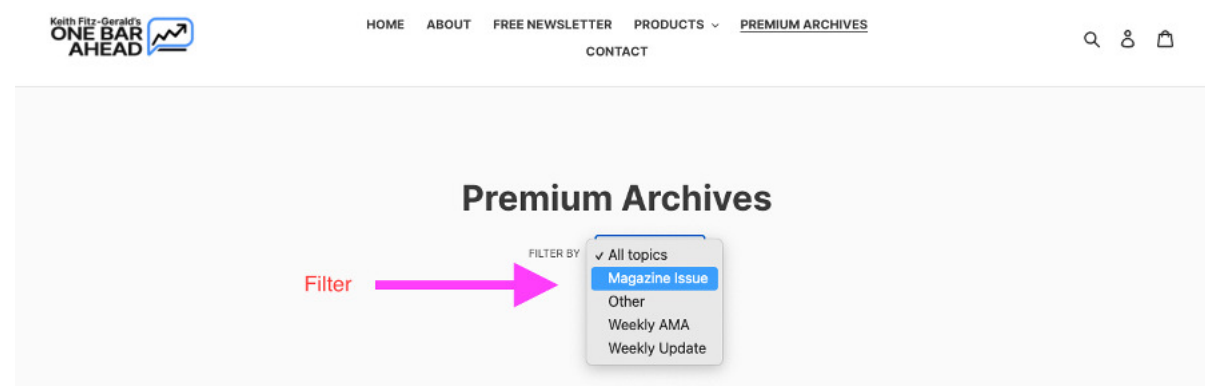 Keith Fitz-Gerald's
ONE BAR
AHEAD
HOME ABOUT FREE NEWSLETTER PRODUCTS PREMIUM ARCHIVES
CONTACT
Premium Archives
FILTER BY
✓ All topics
Magazine Issue
Other
Weekly AMA
Weekly Update
Filter